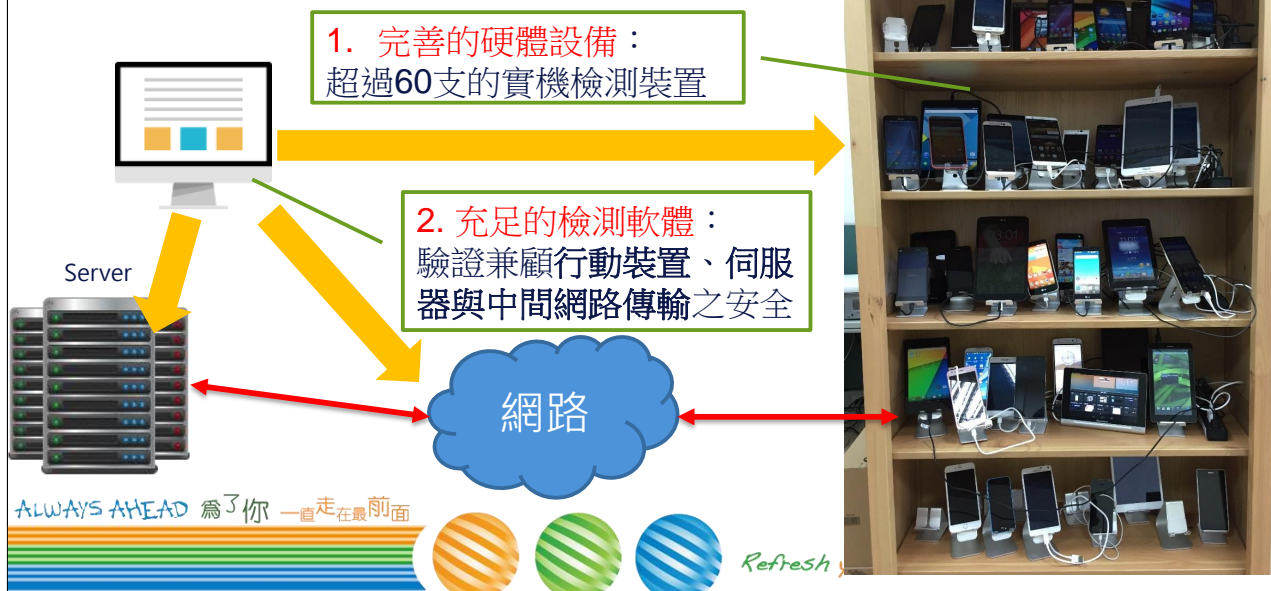 1. 完善的硬體設備：
超過60支的實機檢測裝置
2. 充足的檢測軟體：
驗證兼顧行動裝置、伺服
器與中間網路傳輸之安全
Server
網路
ALWAYS AHEAD 為了你 一直走在最前面
Refresh